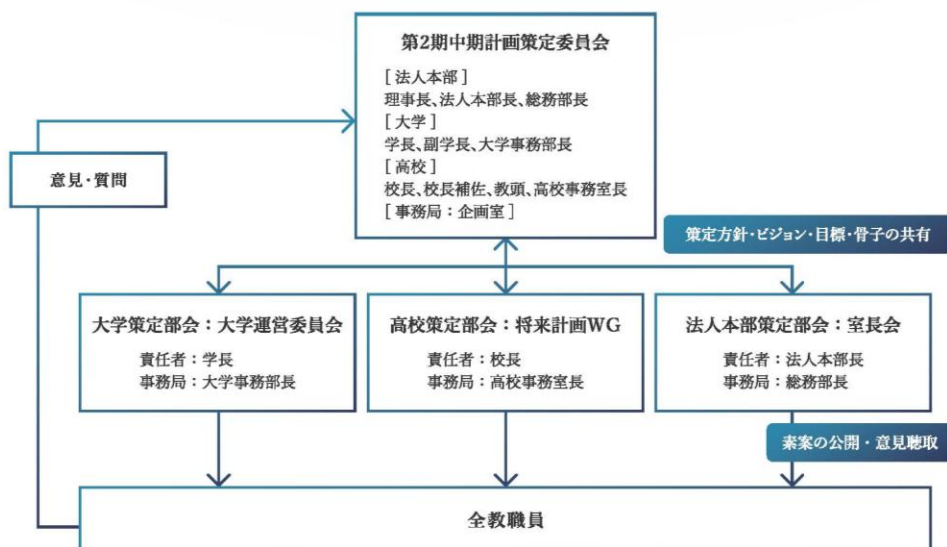 第2期中期計画策定委員会
[ 法人本部 ]
理事長、法人本部長、総務部長
[ 大学 ]
学長、副学長、大学事務部長
[ 高校 ]
校長、校長補佐、教頭、高校事務室長
[ 事務局：企画室 ]
意見・質問
策定方針・ビジョン・目標・骨子の共有
大学策定部会：大学運営委員会
責任者：学長
事務局：大学事務部長
高校策定部会：将来計画WG
責任者：校長
事務局：高校事務室長
法人本部策定部会：室長会
責任者：法人本部長
事務局：総務部長
素案の公開・意見聴取
全教職員